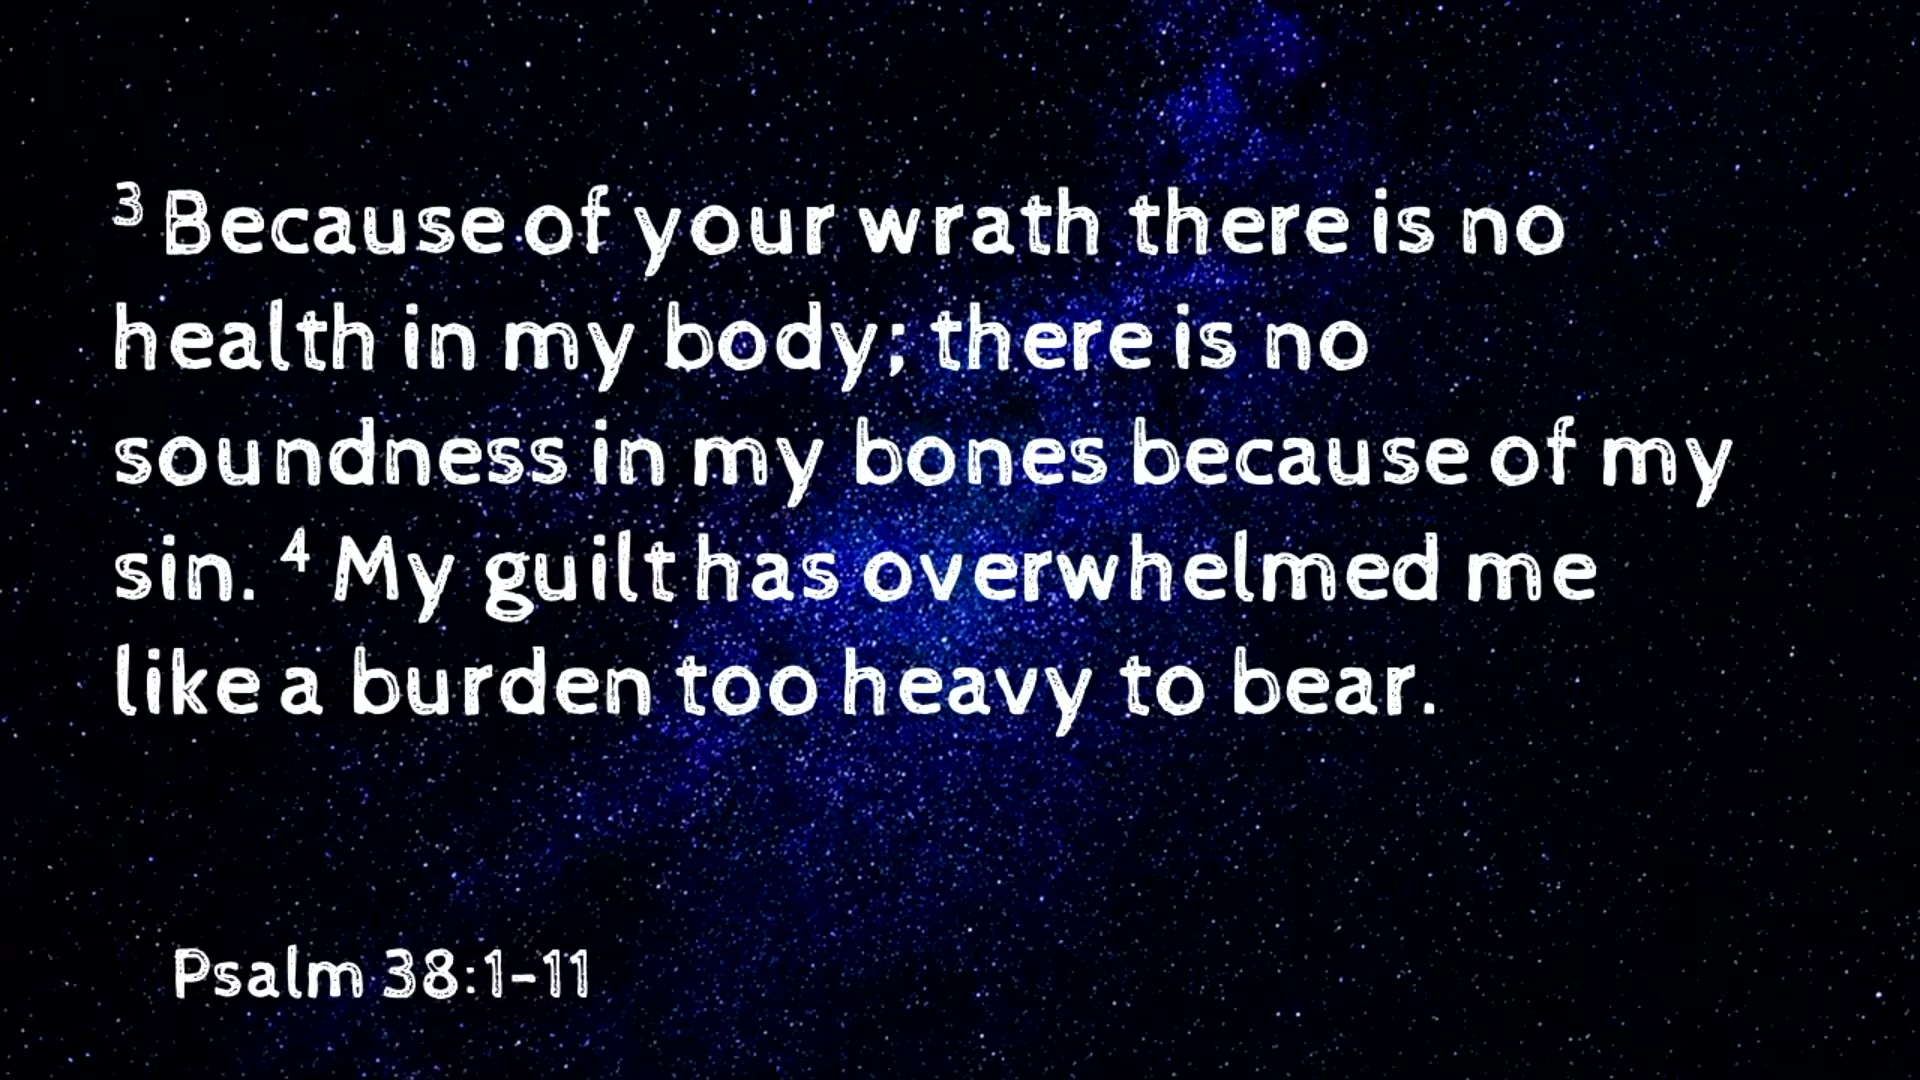 ³ Because of your wrath there is no
health in my body; there is no
soundness in my bones because of my
sin. ⁴ My guilt has overwhelmed me
like a burden too heavy to bear.
Psalm 38:1-11